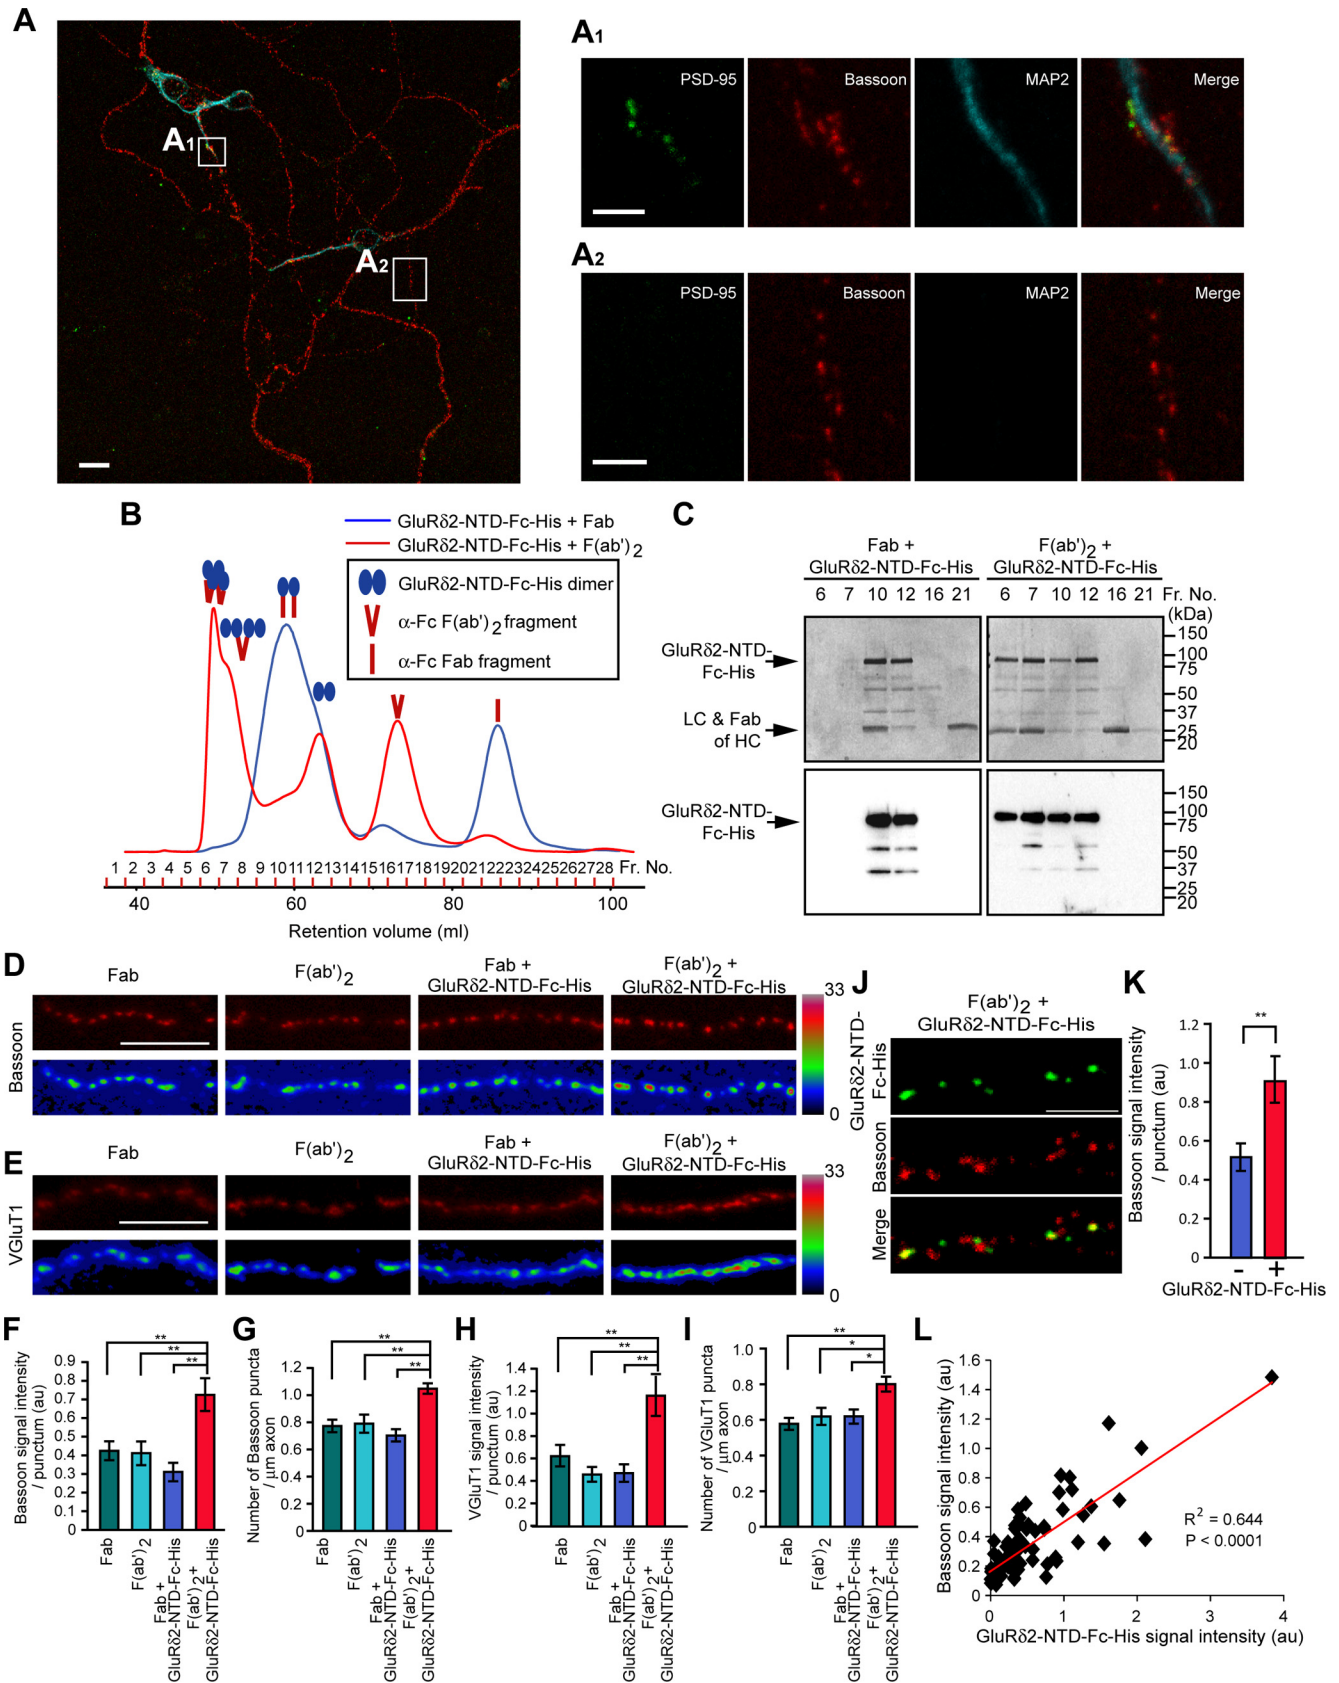 A
A1
A2
A1
PSD-95
Bassoon
MAP2
Merge
A2
PSD-95
Bassoon
MAP2
Merge
B
GluRδ2-NTD-Fc-His + Fab
GluRδ2-NTD-Fc-His + F(ab')2
GluRδ2-NTD-Fc-His dimer
α-Fc F(ab')2 fragment
α-Fc Fab fragment
1 2 3 4 5 6 7 8 9 10 11 12 13 14 15 16 17 18 19 20 21 22 23 24 25 26 27 28 Fr. No.
40 60 80 100
Retention volume (ml)
C
Fab +
GluRδ2-NTD-Fc-His
F(ab')2 +
GluRδ2-NTD-Fc-His
6 7 10 12 16 21
6 7 10 12 16 21 Fr. No.
(kDa)
GluRδ2-NTD-
Fc-His
LC & Fab
of HC
150
100
75
50
37
25
20
GluRδ2-NTD-
Fc-His
150
100
75
50
37
25
20
D
Fab
F(ab')2
Fab +
GluRδ2-NTD-Fc-His
F(ab')2 +
GluRδ2-NTD-Fc-His
Bassoon
33
0
E
Fab
F(ab')2
Fab +
GluRδ2-NTD-Fc-His
F(ab')2 +
GluRδ2-NTD-Fc-His
VGluT1
33
0
J
F(ab')2 +
GluRδ2-NTD-Fc-His
GluRδ2-NTD-
Fc-His
Bassoon
Merge
K
Bassoon signal intensity
/ punctum (au)
1.2
1.0
0.8
0.6
0.4
0.2
0
**
- +
GluRδ2-NTD-Fc-His
F
Bassoon signal intensity
/ punctum (au)
0.9
0.8
0.7
0.6
0.5
0.4
0.3
0.2
0.1
0
**
**
**
Fab
F(ab')2
Fab +
GluRδ2-NTD-Fc-His
F(ab')2+
GluRδ2-NTD-Fc-His
G
Number of Bassoon puncta
/ μm axon
1.2
1.0
0.8
0.6
0.4
0.2
0
**
**
**
Fab
F(ab')2
Fab +
GluRδ2-NTD-Fc-His
F(ab')2+
GluRδ2-NTD-Fc-His
H
VGluT1 signal intensity
/ punctum (au)
1.4
1.2
1.0
0.8
0.6
0.4
0.2
0
**
**
**
Fab
F(ab')2
Fab +
GluRδ2-NTD-Fc-His
F(ab')2+
GluRδ2-NTD-Fc-His
I
Number of VGluT1 puncta
/ μm axon
1.0
0.8
0.6
0.4
0.2
0
**
*
*
Fab
F(ab')2
Fab +
GluRδ2-NTD-Fc-His
F(ab')2+
GluRδ2-NTD-Fc-His
L
Bassoon signal intensity (au)
1.6
1.4
1.2
1.0
0.8
0.6
0.4
0.2
0
R2 = 0.644
P < 0.0001
0 1 2 3 4
GluRδ2-NTD-Fc-His signal intensity (au)